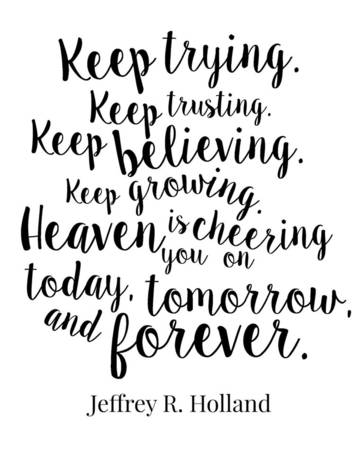 Keep trying.
Keep trusting.
Keep believing.
Keep growing.
Heaven is cheering
you on
today, tomorrow,
and forever.
Jeffrey R. Holland